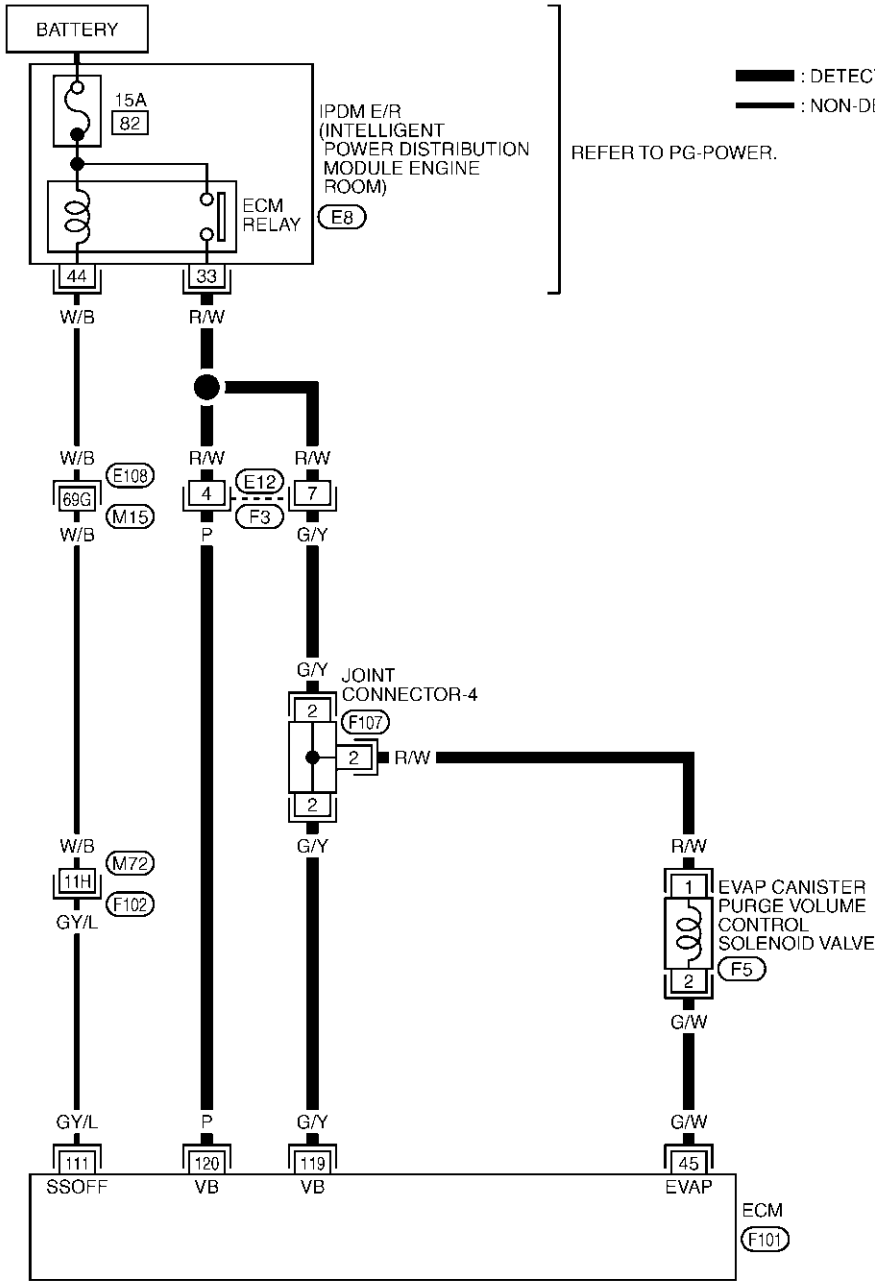 BATTERY
15A
82
IPDM E/R
(INTELLIGENT
POWER DISTRIBUTION
MODULE ENGINE
ROOM)
E8
ECM
RELAY
REFER TO PG-POWER.
: DETECT
: NON-DE
44
33
W/B
R/W
W/B
R/W
R/W
69G
E108
M15
4
E12
F3
7
W/B
P
G/Y
G/Y
JOINT
CONNECTOR-4
F107
2
2
R/W
2
G/Y
W/B
11H
M72
F102
GY/L
R/W
1
EVAP CANISTER
PURGE VOLUME
CONTROL
SOLENOID VALVE
F5
2
G/W
GY/L
P
G/Y
G/W
111
120
119
45
SSOFF
VB
VB
EVAP
ECM
F101